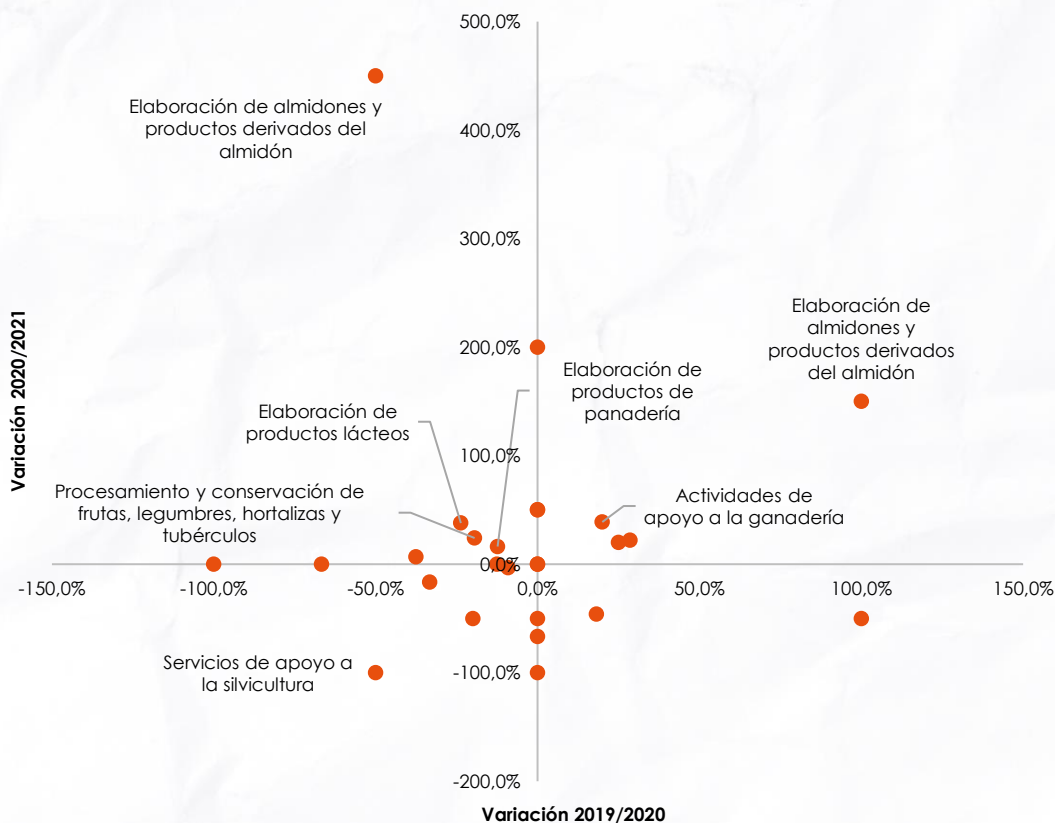 500,0%
Elaboración de almidones y
productos derivados del
almidón
400,0%
300,0%
Elaboración de
almidones y
productos derivados
del almidón
200,0%
Elaboración de
productos de
panadería
Elaboración de
productos lácteos
100,0%
Procesamiento y conservación de
frutas, legumbres, hortalizas y
tubérculos
Actividades de
apoyo a la ganadería
0,0%
-150,0%
-100,0%
-50,0%
0,0%
50,0%
100,0%
150,0%
Servicios de apoyo a
la silvicultura
-100,0%
-200,0%
Variación 2020/2021
Variación 2019/2020